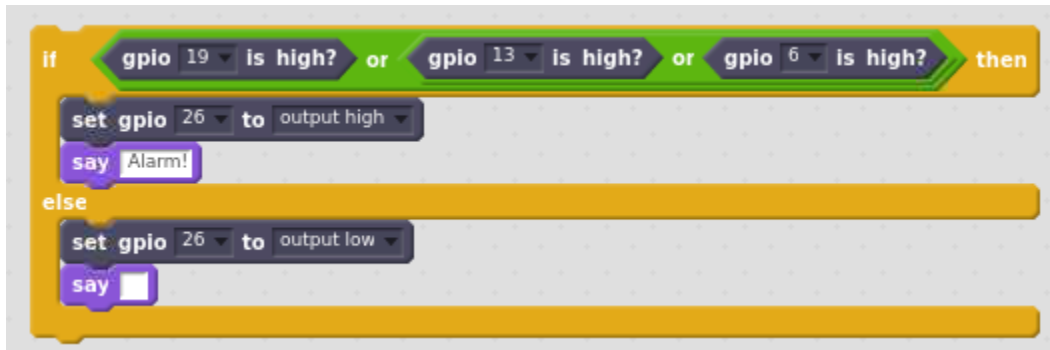 if gpio 19 is high? or gpio 13 is high? or gpio 6 is high? then
set gpio 26 to output high
say Alarm!
else
set gpio 26 to output low
say